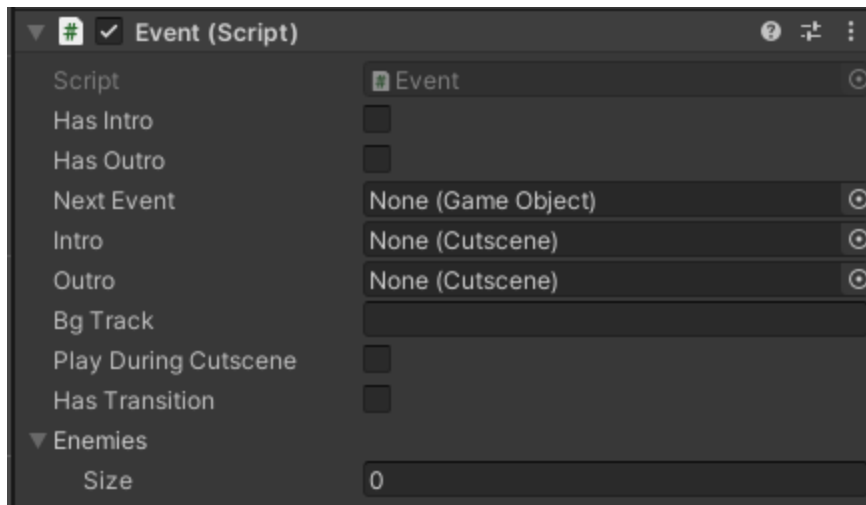 Event (Script)
Script Event
Has Intro
Has Outro
Next Event None (Game Object)
Intro None (Cutscene)
Outro None (Cutscene)
Bg Track
Play During Cutscene
Has Transition
Enemies
Size 0